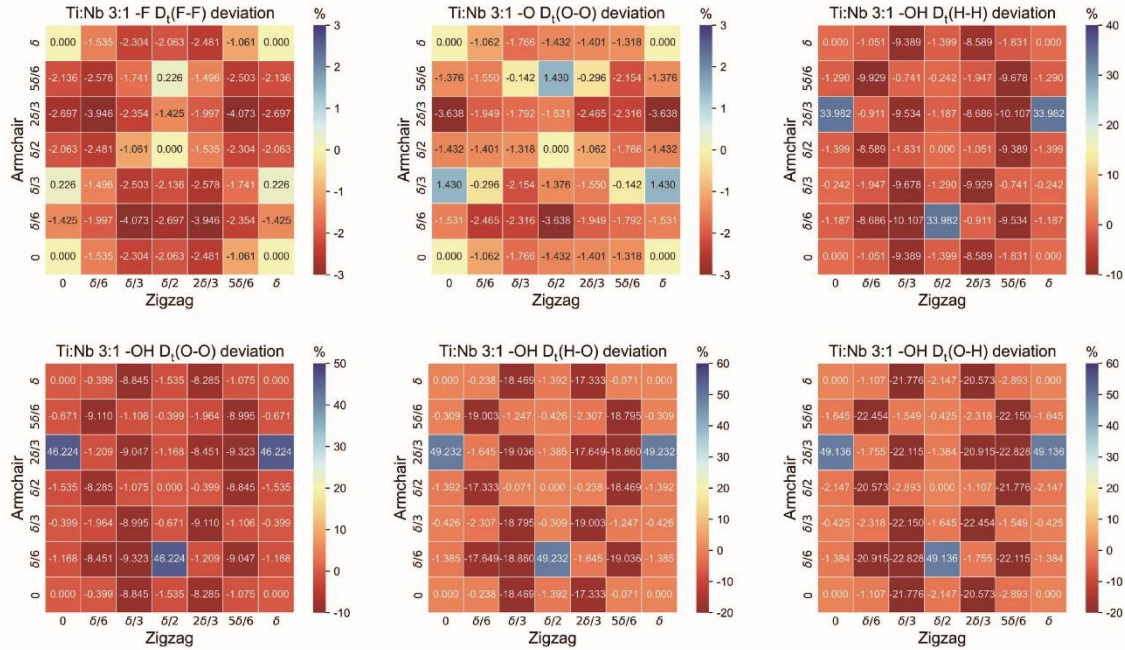 Ti:Nb 3:1 -F Dt(F-F) deviation
%
Armchair
δ 0.000 -1.535 -2.304 -2.063 -2.481 -1.061 0.000
5δ/6 -2.136 -2.578 -1.741 0.226 -1.496 -2.503 -2.136
2δ/3 -2.697 -3.946 -2.354 -1.425 -1.997 -4.073 -2.697
δ/2 -2.063 -2.481 -1.061 0.000 -1.535 -2.304 -2.063
δ/3 0.226 -1.496 -2.503 -2.136 -2.578 -1.741 0.226
δ/6 -1.425 -1.997 -4.073 -2.697 -3.946 -2.354 -1.425
0 0.000 -1.535 -2.304 -2.063 -2.481 -1.061 0.000
0 δ/6 δ/3 δ/2 2δ/3 5δ/6 δ
Zigzag
3
2
1
0
-1
-2
-3
Ti:Nb 3:1 -O Dt(O-O) deviation
%
Armchair
δ 0.000 -1.062 -1.766 -1.432 -1.401 -1.318 0.000
5δ/6 -1.376 -1.550 -0.142 1.430 -0.296 -2.154 -1.376
2δ/3 -3.638 -1.949 -1.792 -1.531 -2.465 -2.316 -3.638
δ/2 -1.432 -1.401 -1.318 0.000 -1.062 -1.766 -1.432
δ/3 1.430 -0.296 -2.154 -1.376 -1.550 -0.142 1.430
δ/6 -1.531 -2.465 -2.316 -3.638 -1.949 -1.792 -1.531
0 0.000 -1.062 -1.766 -1.432 -1.401 -1.318 0.000
0 δ/6 δ/3 δ/2 2δ/3 5δ/6 δ
Zigzag
3
2
1
0
-1
-2
-3
Ti:Nb 3:1 -OH Dt(H-H) deviation
%
Armchair
δ 0.000 -1.051 -9.389 -1.399 -8.589 -1.831 0.000
5δ/6 -1.290 -9.929 -0.741 -0.242 -1.947 -9.678 -1.290
2δ/3 33.982 -0.911 -9.534 -1.187 -8.686 -10.107 33.982
δ/2 -1.399 -8.589 -1.831 0.000 -1.051 -9.389 -1.399
δ/3 -0.242 -1.947 -9.678 -1.290 -9.929 -0.741 -0.242
δ/6 -1.187 -8.686 -10.107 33.982 -0.911 -9.534 -1.187
0 0.000 -1.051 -9.389 -1.399 -8.589 -1.831 0.000
0 δ/6 δ/3 δ/2 2δ/3 5δ/6 δ
Zigzag
40
30
20
10
0
-10
Ti:Nb 3:1 -OH Dt(O-O) deviation
%
Armchair
δ 0.000 -0.399 -8.845 -1.535 -8.285 -1.075 0.000
5δ/6 -0.671 -9.110 -1.106 -0.399 -1.964 -8.995 -0.671
2δ/3 46.224 -1.209 -9.047 -1.168 -8.451 -9.323 46.224
δ/2 -1.535 -8.285 -1.075 0.000 -0.399 -8.845 -1.535
δ/3 -0.399 -1.964 -8.995 -0.671 -9.110 -1.106 -0.399
δ/6 -1.168 -8.451 -9.323 46.224 -1.209 -9.047 -1.168
0 0.000 -0.399 -8.845 -1.535 -8.285 -1.075 0.000
0 δ/6 δ/3 δ/2 2δ/3 5δ/6 δ
Zigzag
50
40
30
20
10
0
-10
Ti:Nb 3:1 -OH Dt(H-O) deviation
%
Armchair
δ 0.000 -0.238 -18.469 -1.392 -17.333 -0.071 0.000
5δ/6 -0.309 -19.003 -1.247 -0.426 -2.307 -18.795 -0.309
2δ/3 49.232 -1.645 -19.036 -1.385 -17.649 -18.860 49.232
δ/2 -1.392 -17.333 -0.071 0.000 -0.238 -18.469 -1.392
δ/3 -0.426 -2.307 -18.795 -0.309 -19.003 -1.247 -0.426
δ/6 -1.385 -17.649 -18.860 49.232 -1.645 -19.036 -1.385
0 0.000 -0.238 -18.469 -1.392 -17.333 -0.071 0.000
0 δ/6 δ/3 δ/2 2δ/3 5δ/6 δ
Zigzag
60
50
40
30
20
10
0
-10
-20
Ti:Nb 3:1 -OH Dt(O-H) deviation
%
Armchair
δ 0.000 -1.107 -21.776 -2.147 -20.573 -2.893 0.000
5δ/6 -1.645 -22.454 -1.549 -0.425 -2.318 -22.150 -1.645
2δ/3 49.136 -1.755 -22.115 -1.384 -20.915 -22.828 49.136
δ/2 -2.147 -20.573 -2.893 0.000 -1.107 -21.776 -2.147
δ/3 -0.425 -2.318 -22.150 -1.645 -22.454 -1.549 -0.425
δ/6 -1.384 -20.915 -22.828 49.136 -1.755 -22.115 -1.384
0 0.000 -1.107 -21.776 -2.147 -20.573 -2.893 0.000
0 δ/6 δ/3 δ/2 2δ/3 5δ/6 δ
Zigzag
60
50
40
30
20
10
0
-10
-20